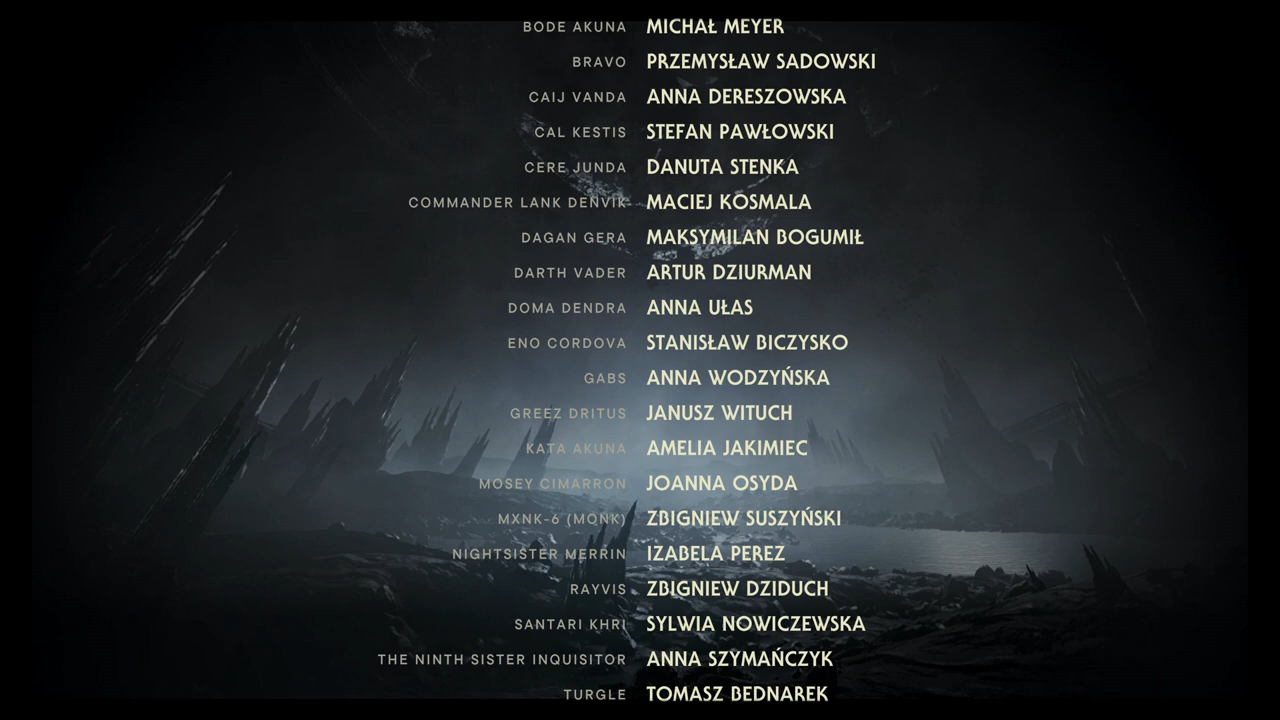 BODE AKUNA MICHAŁ MEYER
BRAVO PRZEMYSŁAW SADOWSKI
CAIJ VANDA ANNA DERESZOWSKA
CAL KESTIS STEFAN PAWŁOWSKI
CERE JUNDA DANUTA STENKA
COMMANDER LANK DENVIK MACIEJ KOSMALA
DAGAN GERA MAKSYMILAN BOGUMIŁ
DARTH VADER ARTUR DZIURMAN
DOMA DENDRA ANNA UŁAS
ENO CORDOVA STANISŁAW BICZYSKO
GABS ANNA WODZYŃSKA
GREEZ DRITUS JANUSZ WITUCH
KATA AKUNA AMELIA JAKIMIEC
MOSEY CIMARRON JOANNA OSYDA
MXNK-6 (MONK) ZBIGNIEW SUSZYŃSKI
NIGHTSISTER MERRIN IZABELA PEREZ
RAYVIS ZBIGNIEW DZIDUCH
SANTARI KHRI SYLWIA NOWICZEWSKA
THE NINTH SISTER INQUISITOR ANNA SZYMAŃCZYK
TURGLE TOMASZ BEDNAREK